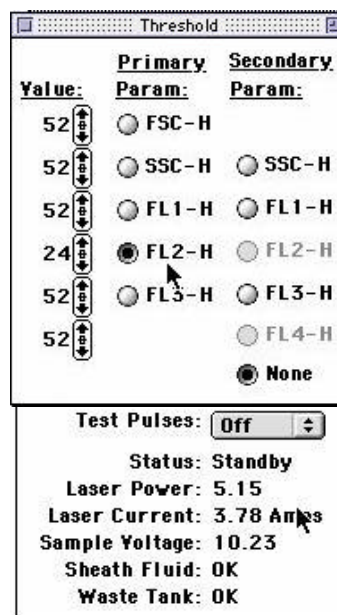 Threshold
Primary Secondary
Value: Param: Param:
52 FSC-H
52 SSC-H SSC-H
52 FL1-H FL1-H
24 FL2-H FL2-H
52 FL3-H FL3-H
52 FL4-H
None
Test Pulses: Off
Status: Standby
Laser Power: 5.15
Laser Current: 3.78 Amps
Sample Voltage: 10.23
Sheath Fluid: OK
Waste Tank: OK